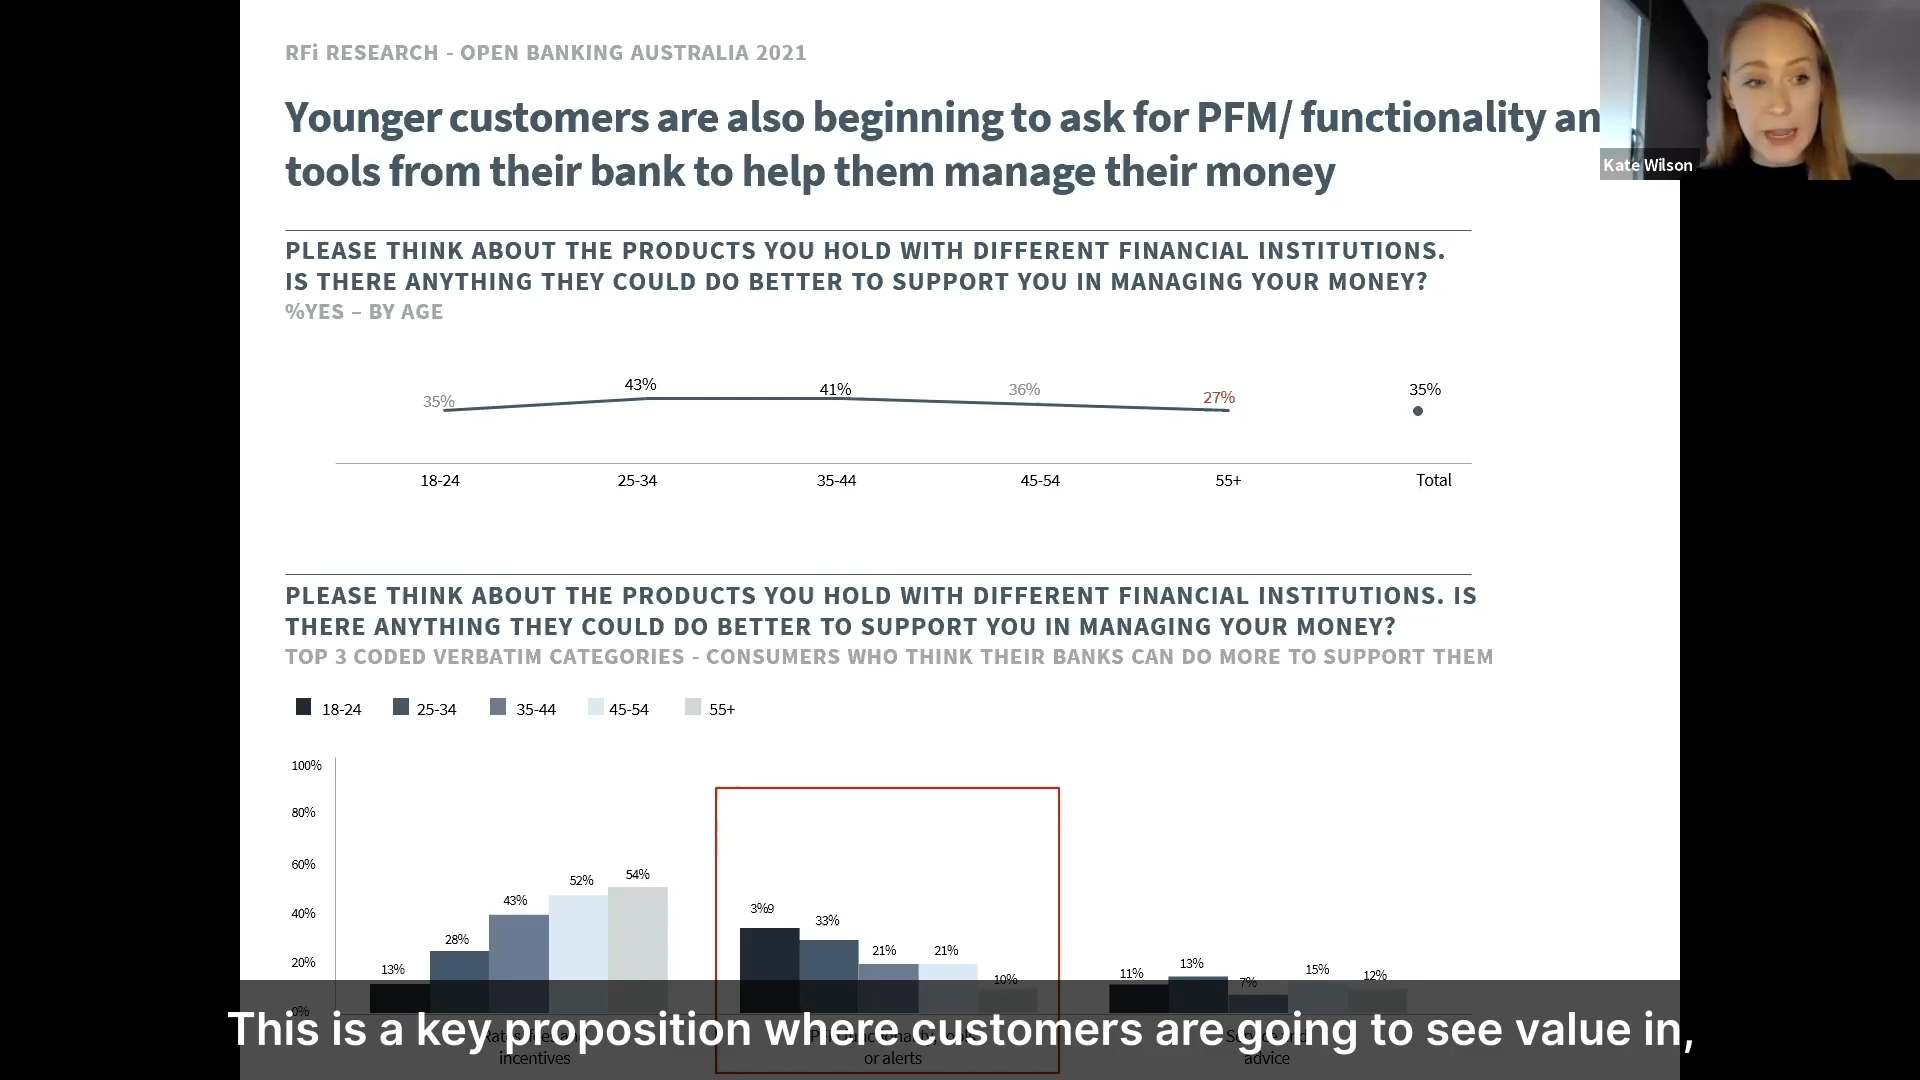 RFi RESEARCH - OPEN BANKING AUSTRALIA 2021
Younger customers are also beginning to ask for PFM/ functionality an
tools from their bank to help them manage their money
Kate Wilson
PLEASE THINK ABOUT THE PRODUCTS YOU HOLD WITH DIFFERENT FINANCIAL INSTITUTIONS.
IS THERE ANYTHING THEY COULD DO BETTER TO SUPPORT YOU IN MANAGING YOUR MONEY?
%YES – BY AGE
35% 43% 41% 36% 27% 35%
18-24 25-34 35-44 45-54 55+ Total
PLEASE THINK ABOUT THE PRODUCTS YOU HOLD WITH DIFFERENT FINANCIAL INSTITUTIONS. IS
THERE ANYTHING THEY COULD DO BETTER TO SUPPORT YOU IN MANAGING YOUR MONEY?
TOP 3 CODED VERBATIM CATEGORIES - CONSUMERS WHO THINK THEIR BANKS CAN DO MORE TO SUPPORT THEM
18-24 25-34 35-44 45-54 55+
100%
80%
60%
40%
20%
0%
13% 28% 43% 52% 54%
3%9 33% 21% 21% 10%
11% 13% 7% 15% 12%
incentives
or alerts
advice
This is a key proposition where customers are going to see value in,